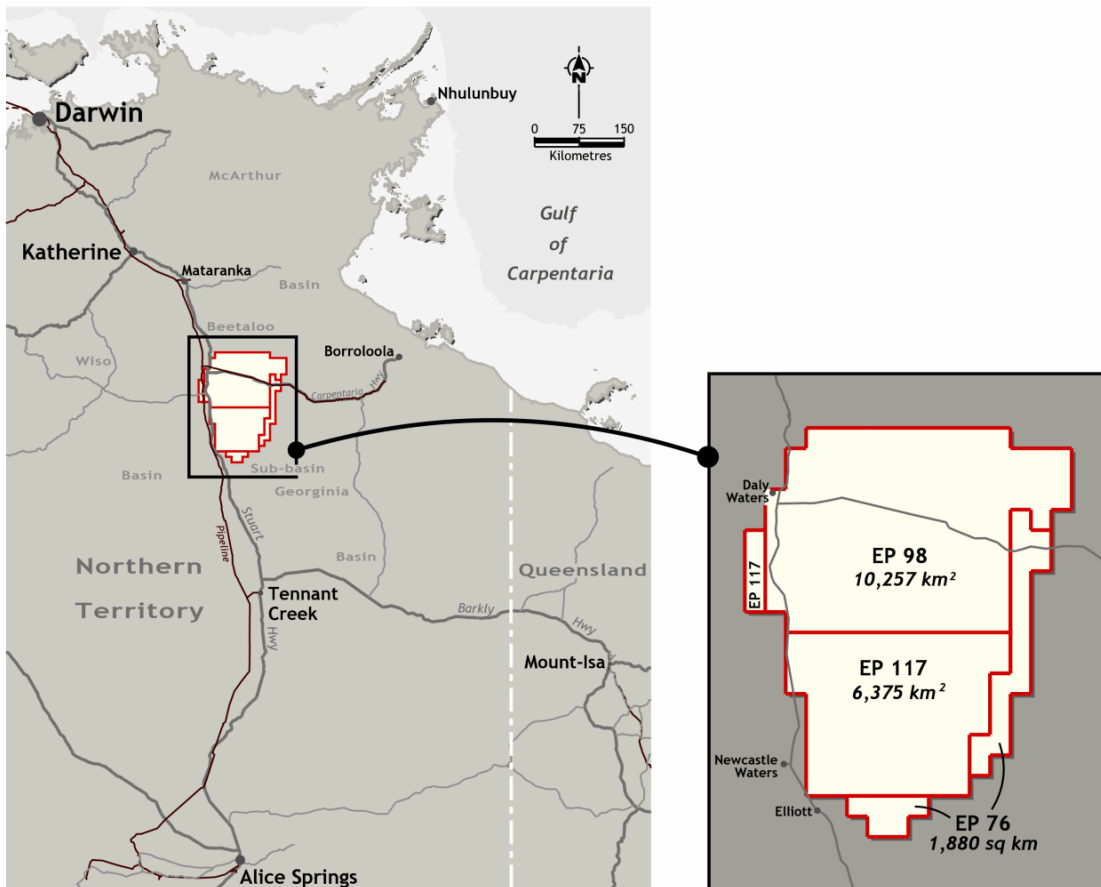 Nhulunbuy
Darwin
N
0 75 150
Kilometres
McArthur
Gulf
of
Carpentaria
Katherine
Mataranka
Basin
Beetaloo
Borroloola
Wiso
Carpentaria
Hwy
Basin
Sub-basin
Georginia
Stuart
Pipeline
Basin
Northern
Territory
Queensland
Tennant
Creek
Barkly
Hwy
Hwy
Mount-Isa
Alice Springs
Daly
Waters
EP 98
10,257 km²
EP 117
EP 117
6,375 km²
Newcastle
Waters
Elliott
EP 76
1,880 sq km